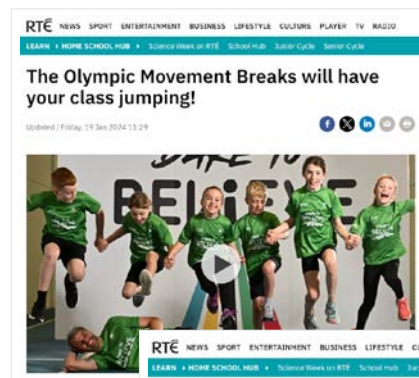 RTÉ NEWS SPORT ENTERTAINMENT BUSINESS LIFESTYLE CULTURE PLAYER TV RADIO
LEARN ▸ HOME SCHOOL HUB ▸ Science Week on RTÉ School Hub Junior Cycle Senior Cycle
The Olympic Movement Breaks will have
your class jumping!
Updated / Friday, 19 Jan 2024 11:29
DARE TO
BELIEVE
RTÉ NEWS SPORT ENTERTAINMENT BUSINESS LIFESTYLE
LEARN ▸ HOME SCHOOL HUB ▸ Science Week on RTÉ School Hub